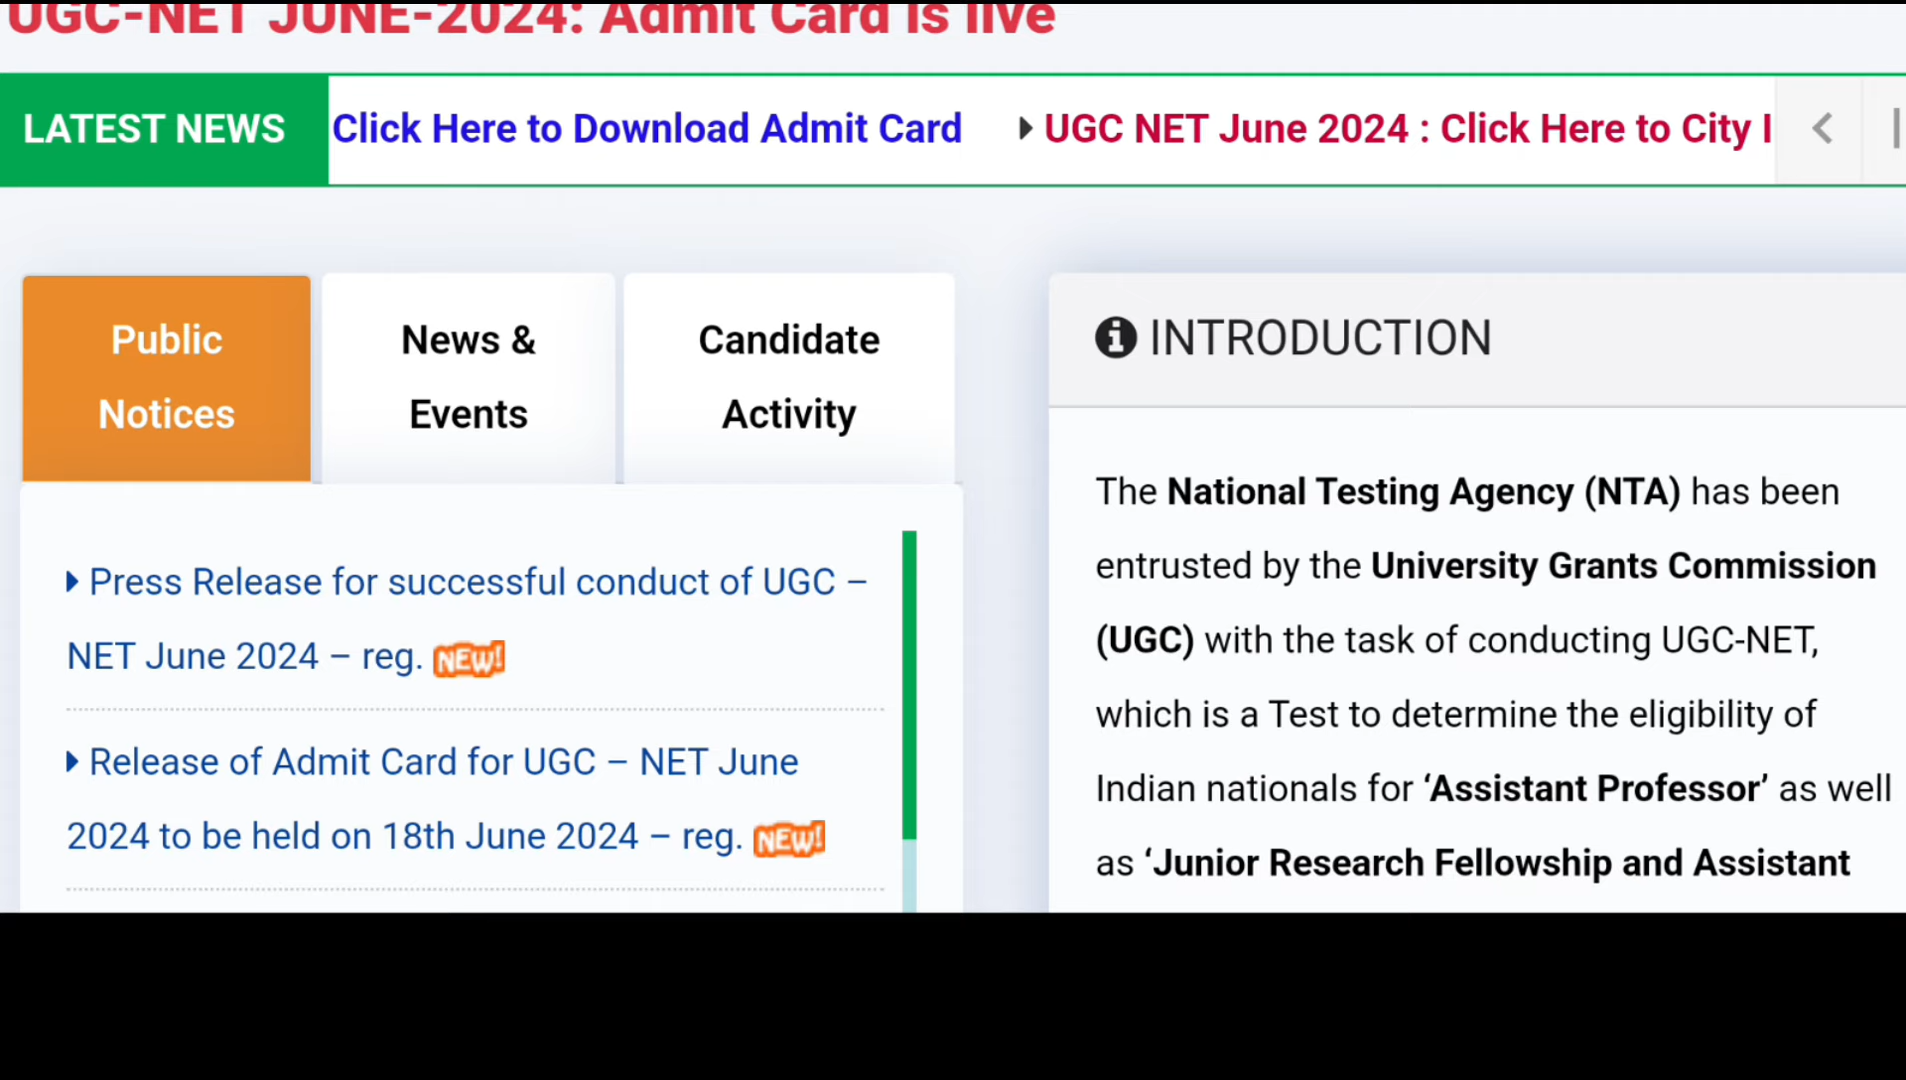 UGC-NET JUNE-2024: Admit Card is live
LATEST NEWS
Click Here to Download Admit Card
UGC NET June 2024 : Click Here to City I
Public
Notices
News &
Events
Candidate
Activity
Press Release for successful conduct of UGC –
NET June 2024 – reg. NEW!
Release of Admit Card for UGC – NET June
2024 to be held on 18th June 2024 – reg. NEW!
INTRODUCTION
The National Testing Agency (NTA) has been
entrusted by the University Grants Commission
(UGC) with the task of conducting UGC-NET,
which is a Test to determine the eligibility of
Indian nationals for ‘Assistant Professor’ as well
as ‘Junior Research Fellowship and Assistant